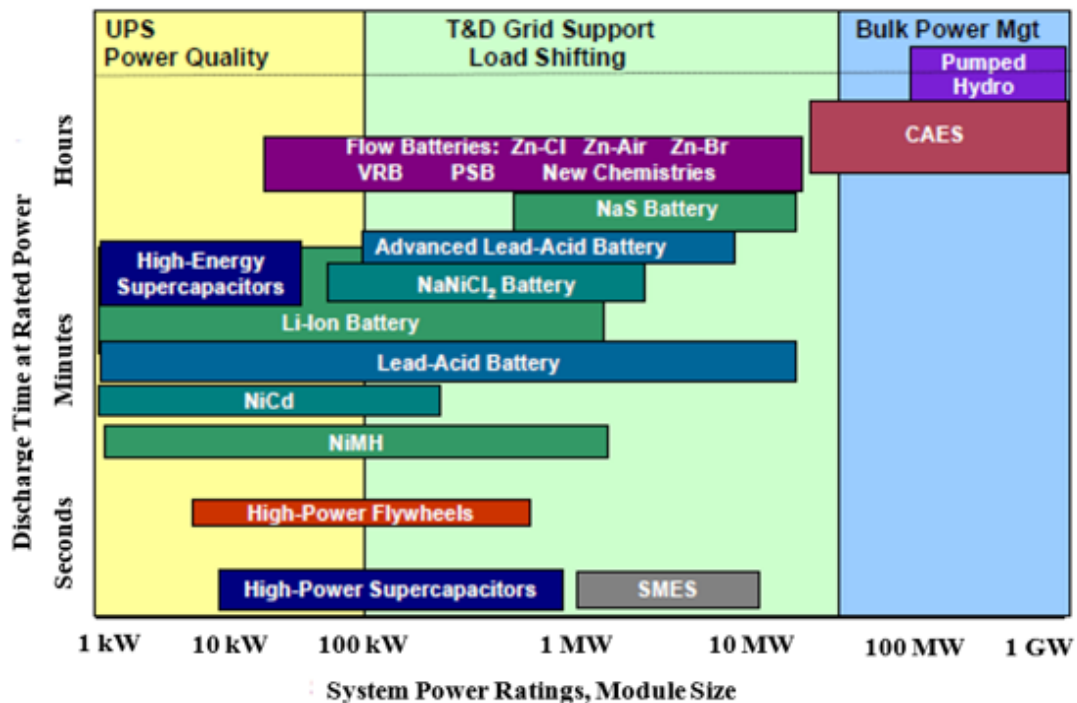 UPS
Power Quality
T&D Grid Support
Load Shifting
Bulk Power Mgt
Pumped
Hydro
CAES
Flow Batteries: Zn-Cl Zn-Air Zn-Br
VRB PSB New Chemistries
NaS Battery
Advanced Lead-Acid Battery
High-Energy
Supercapacitors
NaNiCl₂ Battery
Li-Ion Battery
Lead-Acid Battery
NiCd
NiMH
High-Power Flywheels
High-Power Supercapacitors
SMES
Discharge Time at Rated Power
Hours
Minutes
Seconds
1 kW 10 kW 100 kW 1 MW 10 MW 100 MW 1 GW
System Power Ratings, Module Size